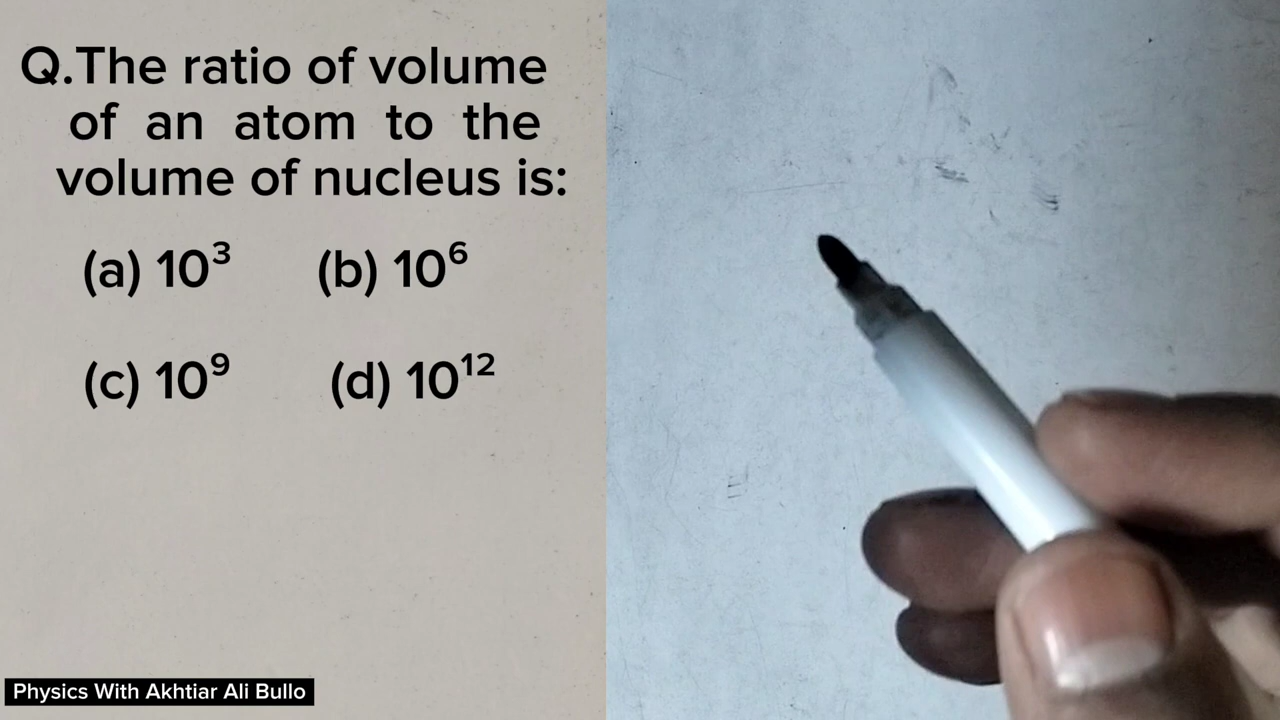 Q.The ratio of volume
of an atom to the
volume of nucleus is:
(a) 10³ (b) 10⁶
(c) 10⁹ (d) 10¹²
Physics With Akhtiar Ali Bullo